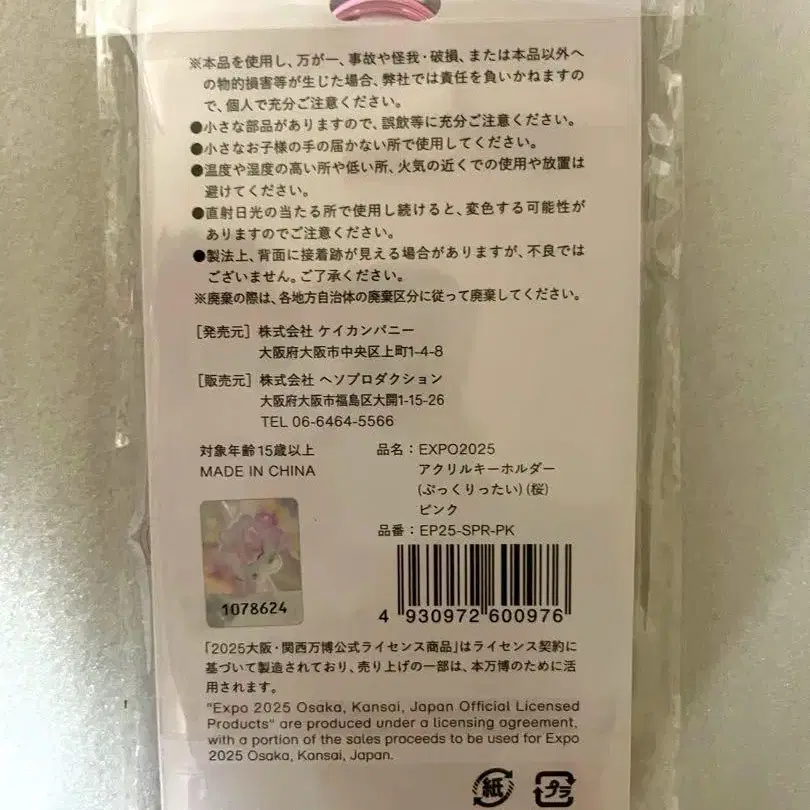 ※本品を使用し、万が一、事故や怪我・破損、または本品以外へ
の物的損害等が生じた場合、弊社では責任を負いかねますの
で、個人で充分ご注意ください。
●小さな部品がありますので、誤飲等に充分ご注意ください。
●小さなお子様の手の届かない所で使用してください。
●温度や湿度の高い所や低い所、火気の近くでの使用や放置は
避けてください。
●直射日光の当たる所で使用し続けると、変色する可能性が
ありますのでご注意ください。
●製法上、背面に接着跡が見える場合がありますが、不良では
ございません。ご了承ください。
※廃棄の際は、各地方自治体の廃棄区分に従って廃棄してください。
[発売元] 株式会社 ケイカンパニー
大阪府大阪市中央区上町1-4-8
[販売元] 株式会社 ヘソプロダクション
大阪府大阪市福島区大開1-15-26
TEL 06-6464-5566
対象年齢15歳以上
MADE IN CHINA
品名：EXPO2025
アクリルキーホルダー
(ぷっくりったい)(桜)
ピンク
品番：EP25-SPR-PK
1078624
4 930972 600976
「2025大阪・関西万博公式ライセンス商品」はライセンス契約に
基づいて製造されており、売り上げの一部は、本万博のために活
用されます。
"Expo 2025 Osaka, Kansai, Japan Official Licensed
Products" are produced under a licensing agreement,
with a portion of the sales proceeds to be used for Expo
2025 Osaka, Kansai, Japan.
紙 プラ